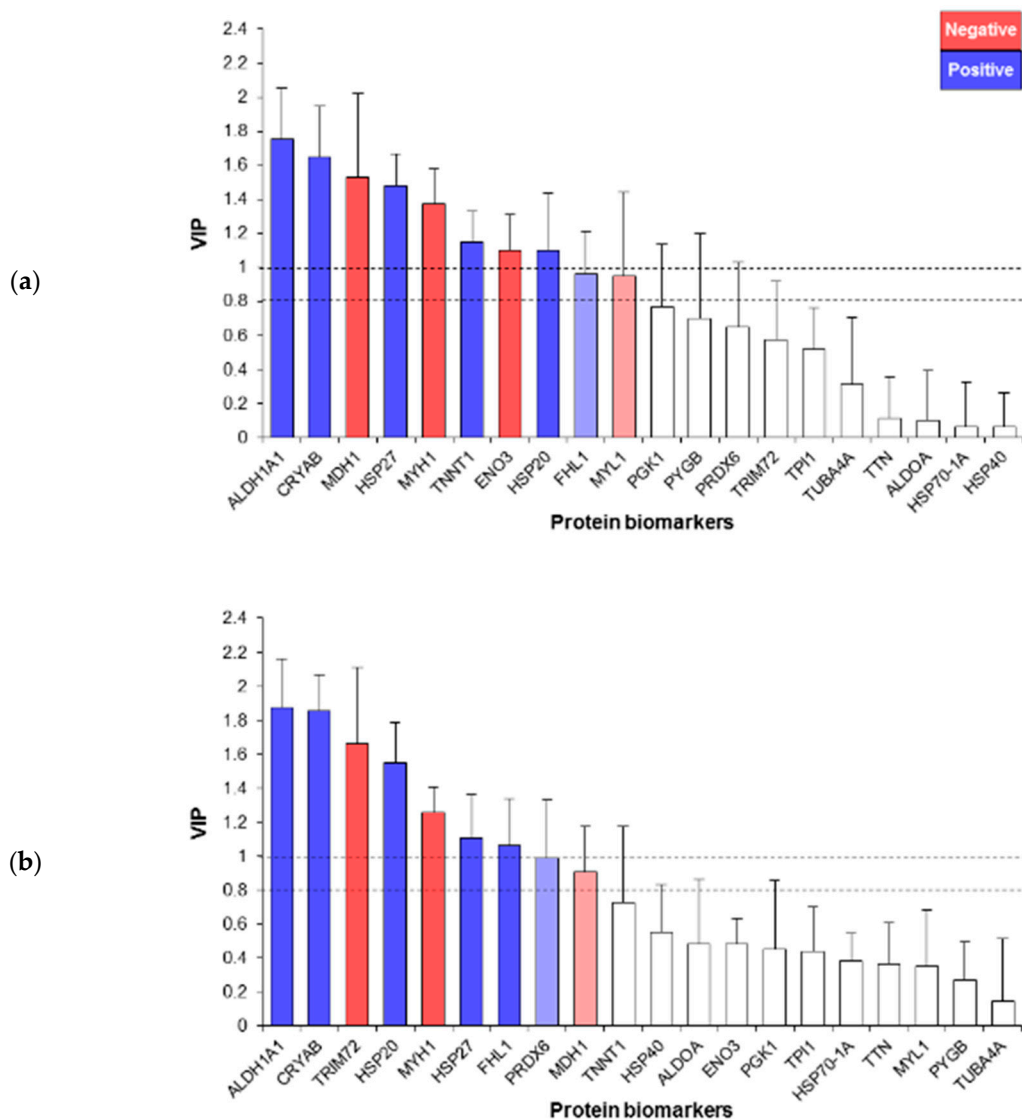 Negative
Positive
(a)
VIP
2.4
2.2
2
1.8
1.6
1.4
1.2
1
0.8
0.6
0.4
0.2
0
ALDH1A1
CRYAB
MDH1
HSP27
MYH1
TNNT1
ENO3
HSP20
FHL1
MYL1
PGK1
PYGB
PRDX6
TRIM72
TPI1
TUBA4A
TTN
ALDOA
HSP70-1A
HSP40
Protein biomarkers
(b)
VIP
2.4
2.2
2
1.8
1.6
1.4
1.2
1
0.8
0.6
0.4
0.2
0
ALDH1A1
CRYAB
TRIM72
HSP20
MYH1
HSP27
FHL1
PRDX6
MDH1
TNNT1
HSP40
ALDOA
ENO3
PGK1
TPI1
HSP70-1A
TTN
MYL1
PYGB
TUBA4A
Protein biomarkers